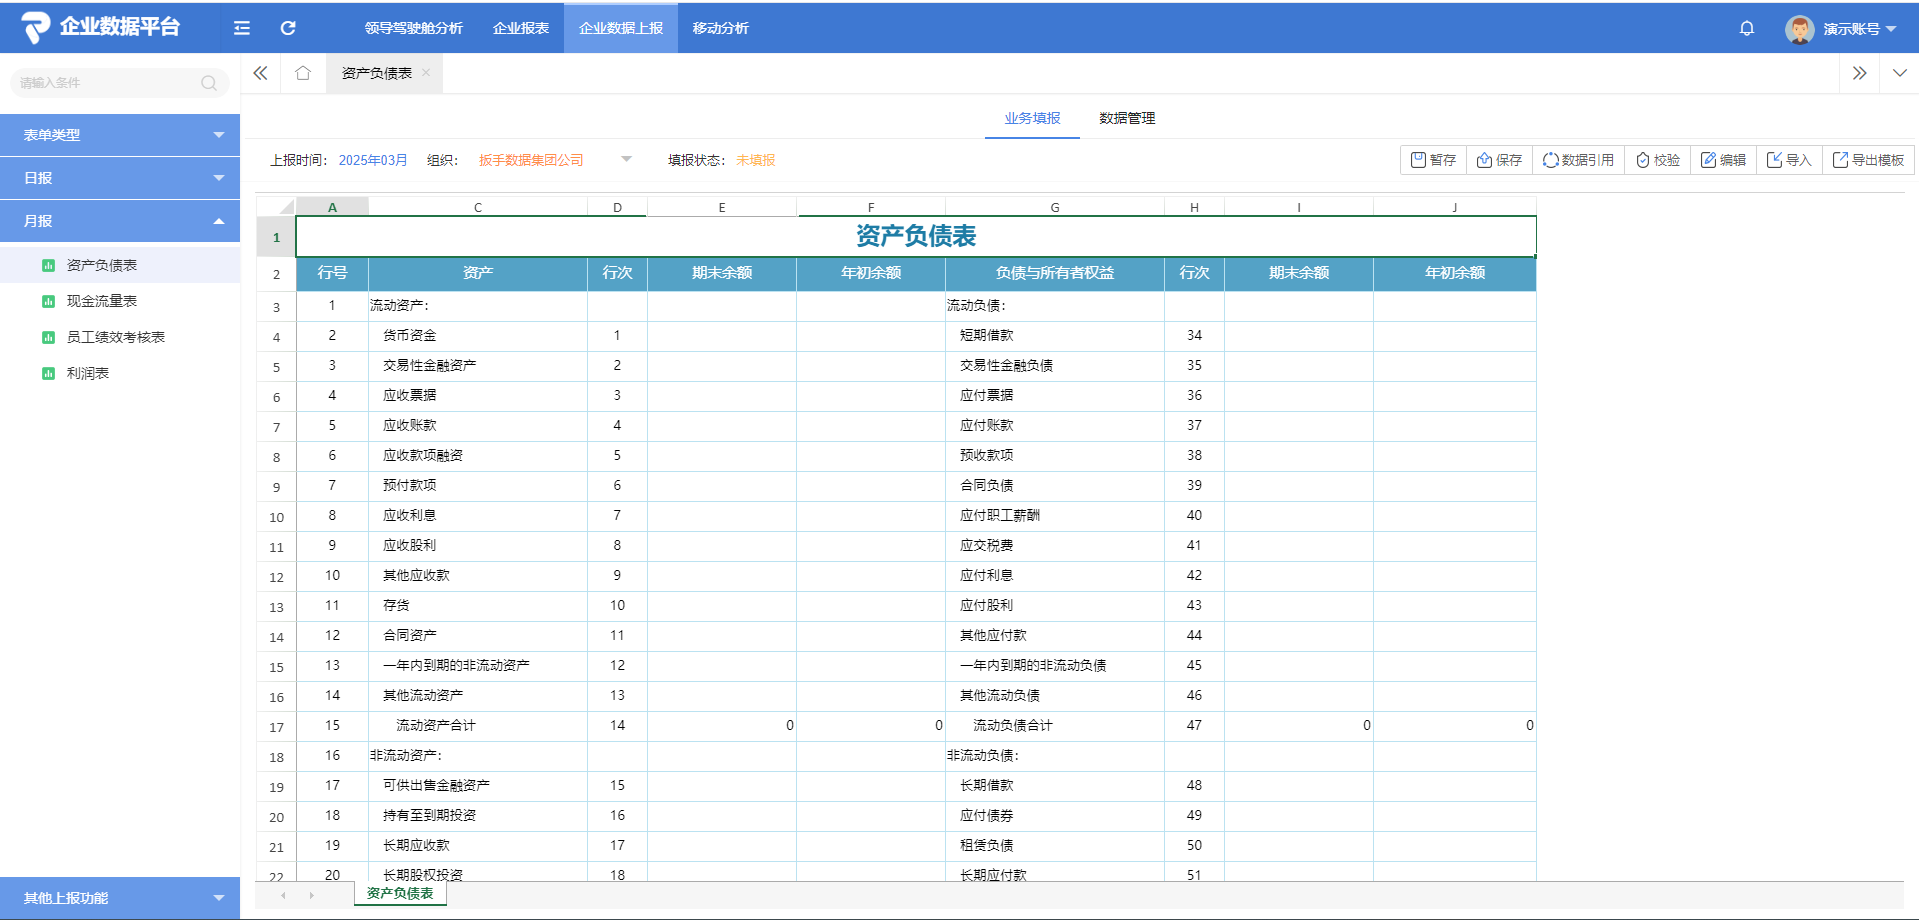 企业数据平台 领导驾驶舱分析 企业报表 企业数据上报 移动分析 演示账号
请输入条件 资产负债表
表单类型
日报
月报
资产负债表
现金流量表
员工绩效考核表
利润表
其他上报功能
业务填报 数据管理
上报时间： 2025年03月 组织： 扳手数据集团公司 填报状态： 未填报 暂存 保存 数据引用 校验 编辑 导入 导出模板
A C D E F G H I J
1 资产负债表
2 行号 资产 行次 期末余额 年初余额 负债与所有者权益 行次 期末余额 年初余额
3 1 流动资产： 流动负债：
4 2 货币资金 1 短期借款 34
5 3 交易性金融资产 2 交易性金融负债 35
6 4 应收票据 3 应付票据 36
7 5 应收账款 4 应付账款 37
8 6 应收款项融资 5 预收款项 38
9 7 预付款项 6 合同负债 39
10 8 应收利息 7 应付职工薪酬 40
11 9 应收股利 8 应交税费 41
12 10 其他应收款 9 应付利息 42
13 11 存货 10 应付股利 43
14 12 合同资产 11 其他应付款 44
15 13 一年内到期的非流动资产 12 一年内到期的非流动负债 45
16 14 其他流动资产 13 其他流动负债 46
17 15 流动资产合计 14 0 0 流动负债合计 47 0 0
18 16 非流动资产： 非流动负债：
19 17 可供出售金融资产 15 长期借款 48
20 18 持有至到期投资 16 应付债券 49
21 19 长期应收款 17 租赁负债 50
22 20 长期股权投资 18 长期应付款 51
资产负债表